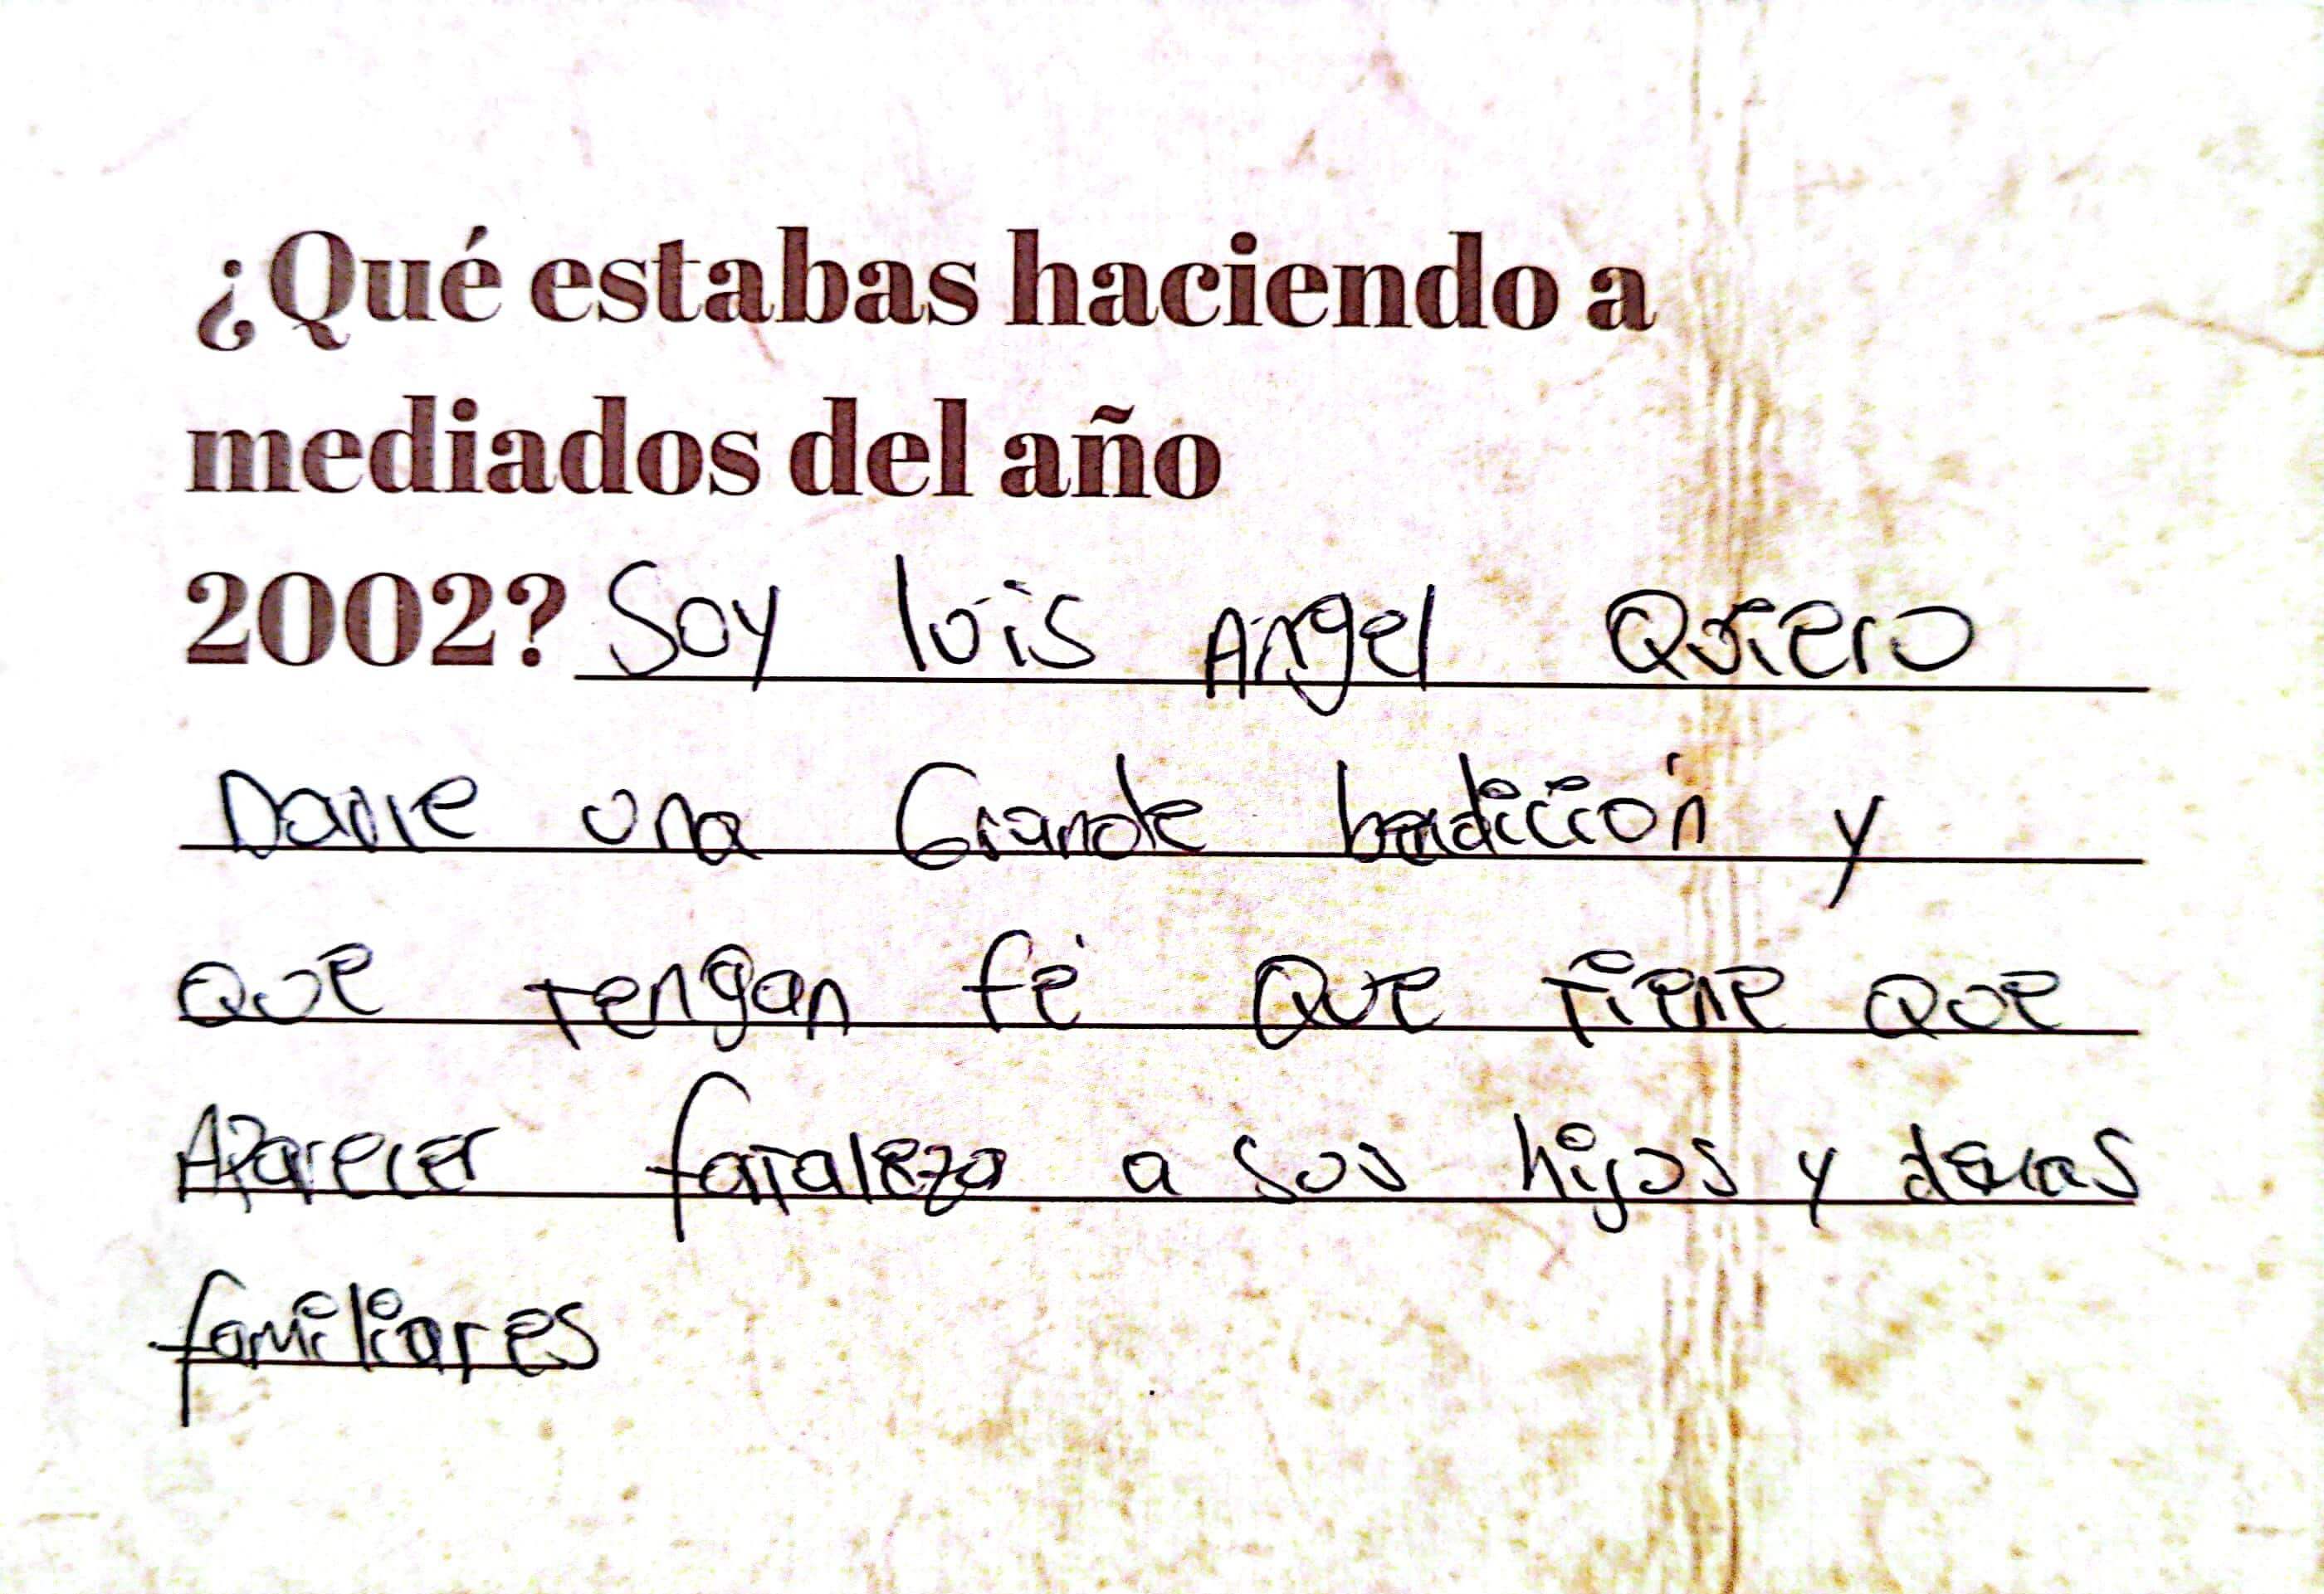 ¿Qué estabas haciendo a
mediados del año
2002? Soy luis Angel Quiero
Darle una Grande bendición y
Que tengan fé Que tiene que
Aparecer fortaleza a sus hijos y demas
familiares